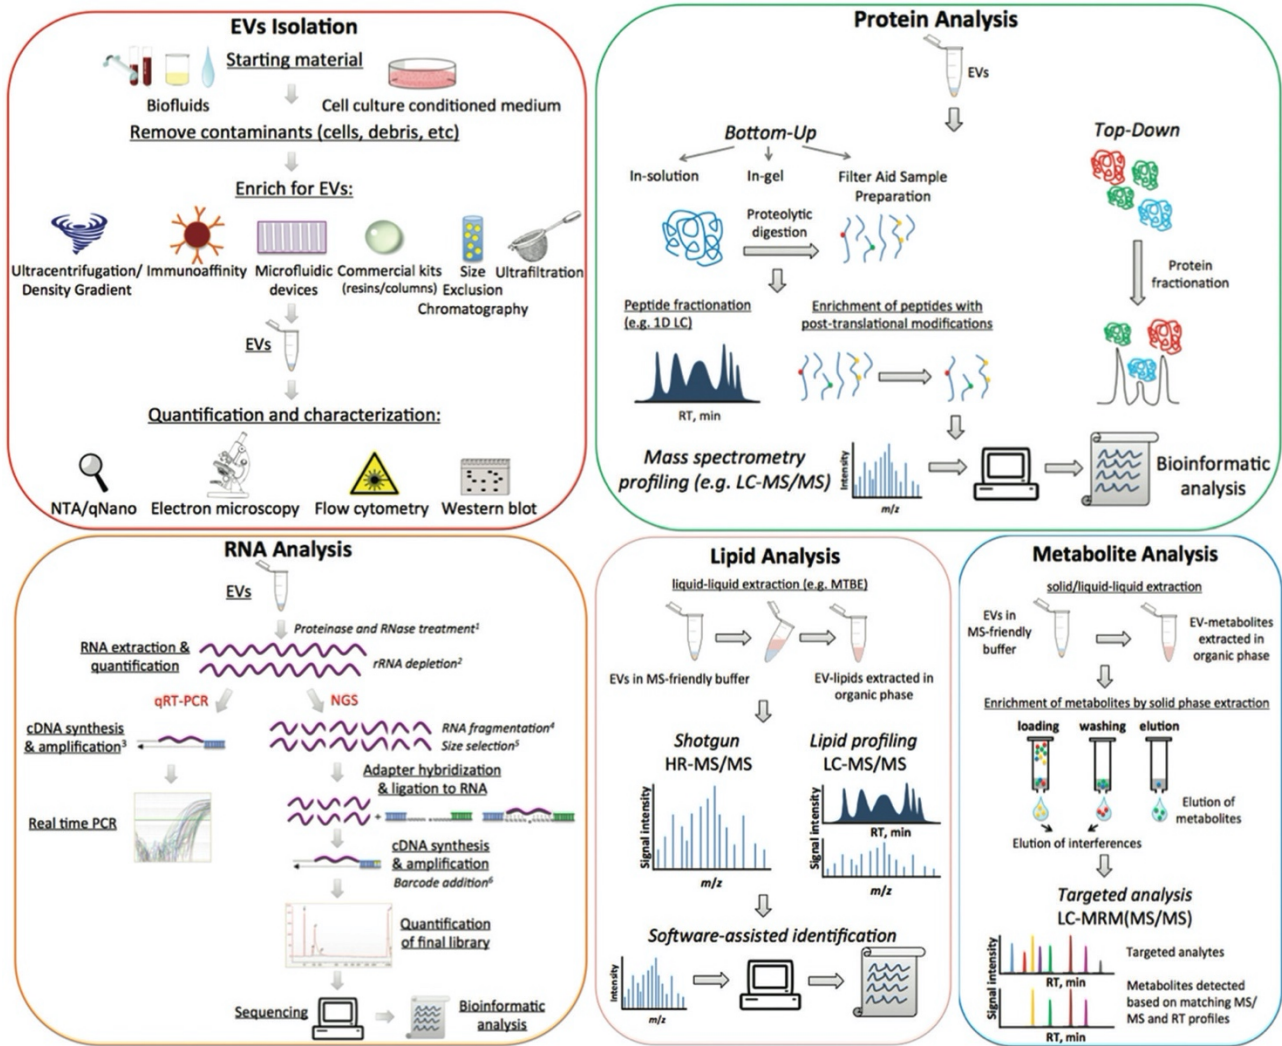 EVs Isolation
Starting material
Biofluids
Cell culture conditioned medium
Remove contaminants (cells, debris, etc)
Enrich for EVs:
Ultracentrifugation/
Density Gradient
Immunoaffinity
Microfluidic
devices
Commercial kits
(resins/columns)
Size
Exclusion
Chromatography
Ultrafiltration
EVs
Quantification and characterization:
NTA/qNano
Electron microscopy
Flow cytometry
Western blot
Protein Analysis
EVs
Bottom-Up
Top-Down
In-solution
In-gel
Filter Aid Sample
Preparation
Proteolytic
digestion
Protein
fractionation
Peptide fractionation
(e.g. 1D LC)
Enrichment of peptides with
post-translational modifications
RT, min
Mass spectrometry
profiling (e.g. LC-MS/MS)
Intensity
m/z
Bioinformatic
analysis
RNA Analysis
EVs
Proteinase and RNase treatment1
RNA extraction &
quantification
rRNA depletion2
qRT-PCR
NGS
cDNA synthesis
& amplification3
RNA fragmentation4
Size selection5
Adapter hybridization
& ligation to RNA
Real time PCR
+
cDNA synthesis
& amplification
Barcode addition6
Quantification
of final library
Sequencing
Bioinformatic
analysis
Lipid Analysis
liquid-liquid extraction (e.g. MTBE)
EVs in MS-friendly buffer
EV-lipids extracted in
organic phase
Shotgun
HR-MS/MS
Lipid profiling
LC-MS/MS
Signal intensity
m/z
Signal intensity
RT, min
m/z
Software-assisted identification
Intensity
m/z
Metabolite Analysis
solid/liquid-liquid extraction
EVs in
MS-friendly
buffer
EV-metabolites
extracted in
organic phase
Enrichment of metabolites by solid phase extraction
loading
washing
elution
Elution of
metabolites
Elution of interferences
Targeted analysis
LC-MRM(MS/MS)
Signal intensity
Targeted analytes
RT, min
Metabolites detected
based on matching MS/
MS and RT profiles
RT, min